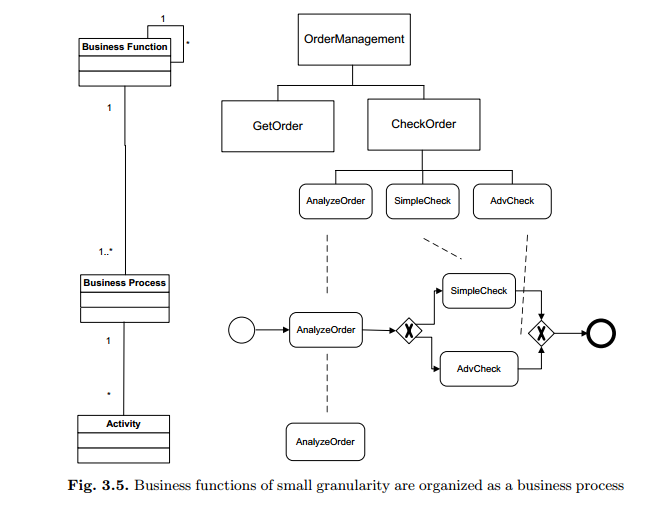 1
Business Function
*
1
1..*
Business Process
1
*
Activity
OrderManagement
GetOrder
CheckOrder
AnalyzeOrder
SimpleCheck
AdvCheck
SimpleCheck
AnalyzeOrder
X
X
AdvCheck
AnalyzeOrder
Fig. 3.5. Business functions of small granularity are organized as a business process